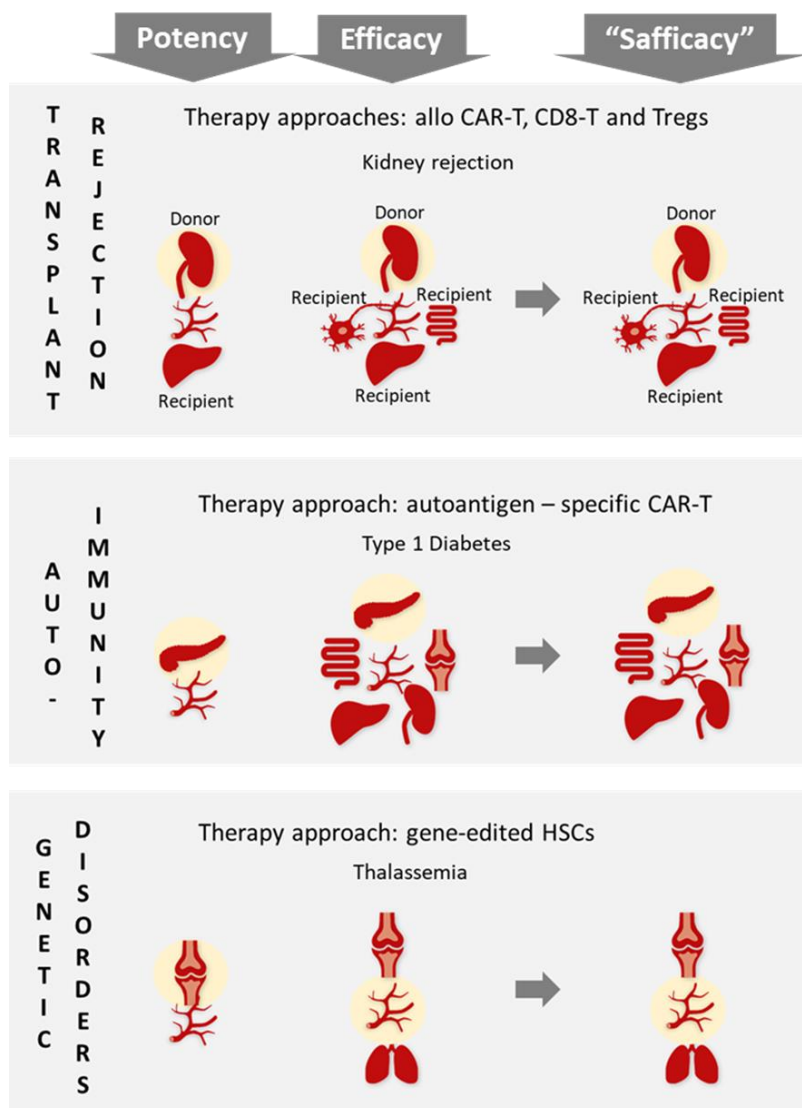 Potency
Efficacy
“Safficacy”
TRANSPLANT
REJECTION
Therapy approaches: allo CAR-T, CD8-T and Tregs
Kidney rejection
Donor
Recipient
Donor
Recipient
Recipient
Recipient
Donor
Recipient
Recipient
Recipient
AUTO-
IMMUNITY
Therapy approach: autoantigen – specific CAR-T
Type 1 Diabetes
GENETIC
DISORDERS
Therapy approach: gene-edited HSCs
Thalassemia